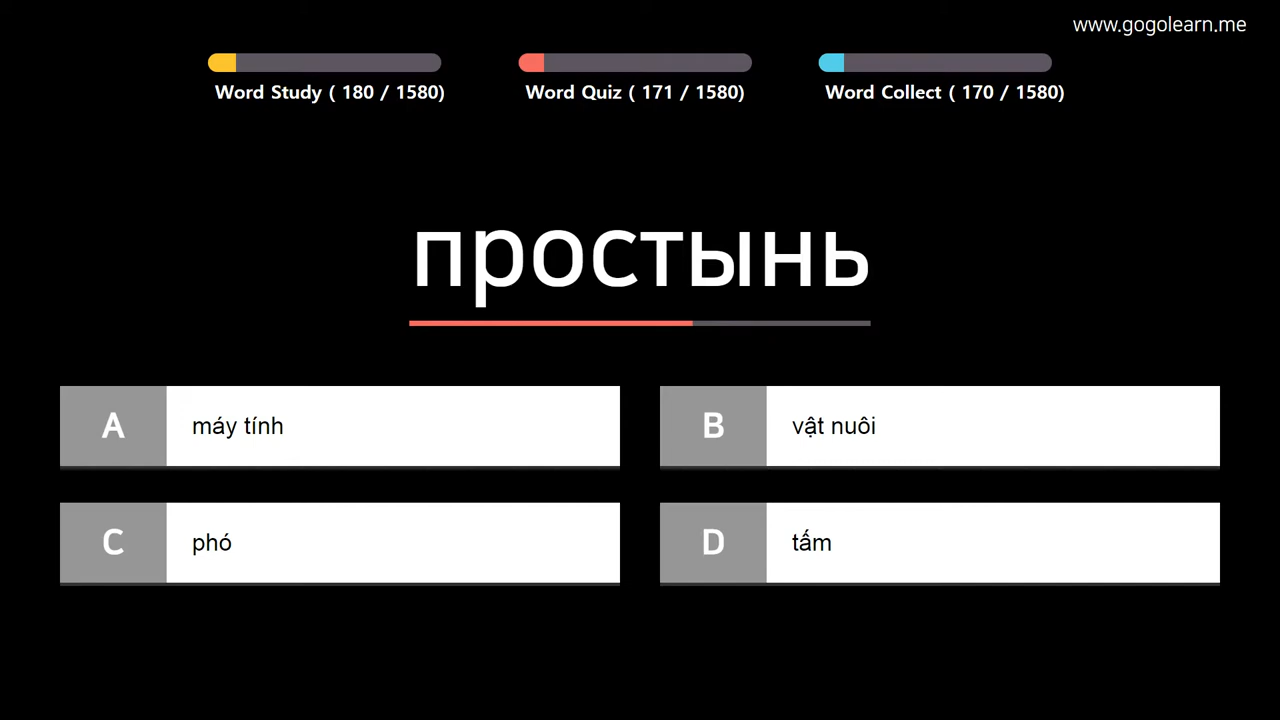 www.gogolearn.me
Word Study ( 180 / 1580)
Word Quiz ( 171 / 1580)
Word Collect ( 170 / 1580)
простынь
A máy tính
B vật nuôi
C phó
D tấm